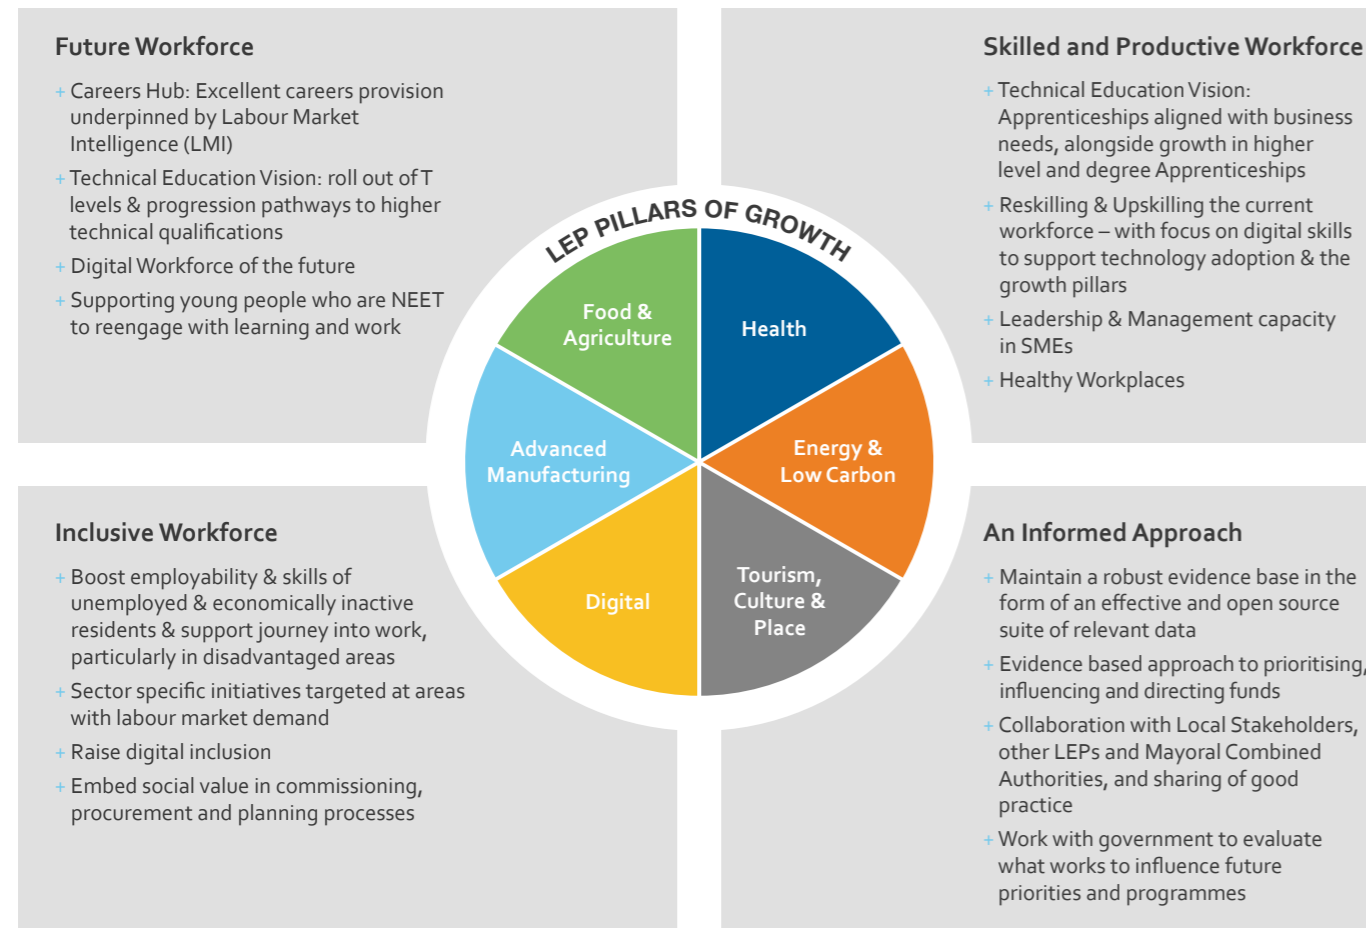 Future Workforce
+ Careers Hub: Excellent careers provision
underpinned by Labour Market
Intelligence (LMI)
+ Technical Education Vision: roll out of T
levels & progression pathways to higher
technical qualifications
+ Digital Workforce of the future
+ Supporting young people who are NEET
to reengage with learning and work
Skilled and Productive Workforce
+ Technical Education Vision:
Apprenticeships aligned with business
needs, alongside growth in higher
level and degree Apprenticeships
+ Reskilling & Upskilling the current
workforce – with focus on digital skills
to support technology adoption & the
growth pillars
+ Leadership & Management capacity
in SMEs
+ Healthy Workplaces
LEP PILLARS OF GROWTH
Food &
Agriculture
Health
Advanced
Manufacturing
Energy &
Low Carbon
Digital
Tourism,
Culture &
Place
Inclusive Workforce
+ Boost employability & skills of
unemployed & economically inactive
residents & support journey into work,
particularly in disadvantaged areas
+ Sector specific initiatives targeted at areas
with labour market demand
+ Raise digital inclusion
+ Embed social value in commissioning,
procurement and planning processes
An Informed Approach
+ Maintain a robust evidence base in the
form of an effective and open source
suite of relevant data
+ Evidence based approach to prioritising,
influencing and directing funds
+ Collaboration with Local Stakeholders,
other LEPs and Mayoral Combined
Authorities, and sharing of good
practice
+ Work with government to evaluate
what works to influence future
priorities and programmes